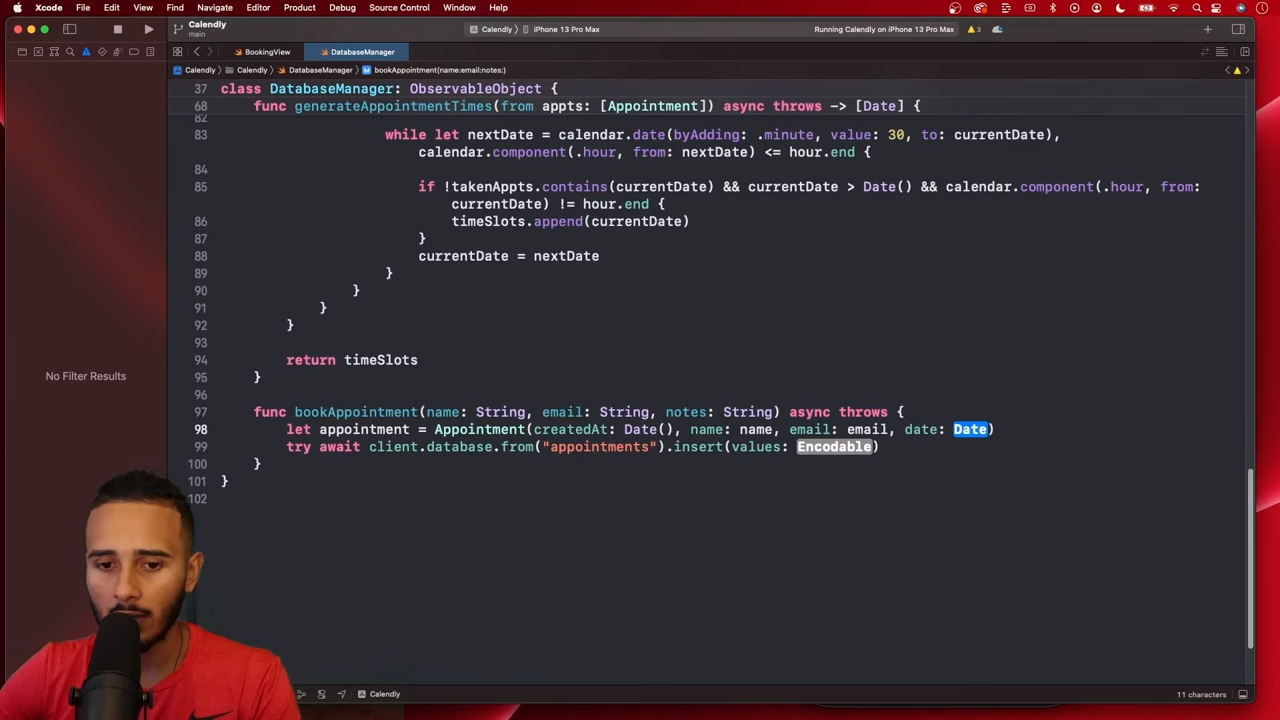 Xcode File Edit View Find Navigate Editor Product Debug Source Control Window Help
Calendly
main
Calendly iPhone 13 Pro Max
Running Calendly on iPhone 13 Pro Max
3
BookingView
DatabaseManager
Calendly Calendly DatabaseManager bookAppointment(name:email:notes:)
37 class DatabaseManager: ObservableObject {
68 func generateAppointmentTimes(from appts: [Appointment]) async throws -> [Date] {
82
83 while let nextDate = calendar.date(byAdding: .minute, value: 30, to: currentDate),
calendar.component(.hour, from: nextDate) <= hour.end {
84
85 if !takenAppts.contains(currentDate) && currentDate > Date() && calendar.component(.hour, from:
currentDate) != hour.end {
86 timeSlots.append(currentDate)
87 }
88 currentDate = nextDate
89 }
90 }
91 }
92 }
93
94 return timeSlots
95 }
96
97 func bookAppointment(name: String, email: String, notes: String) async throws {
98 let appointment = Appointment(createdAt: Date(), name: name, email: email, date: Date)
99 try await client.database.from("appointments").insert(values: Encodable)
100 }
101 }
102
No Filter Results
Calendly
11 characters